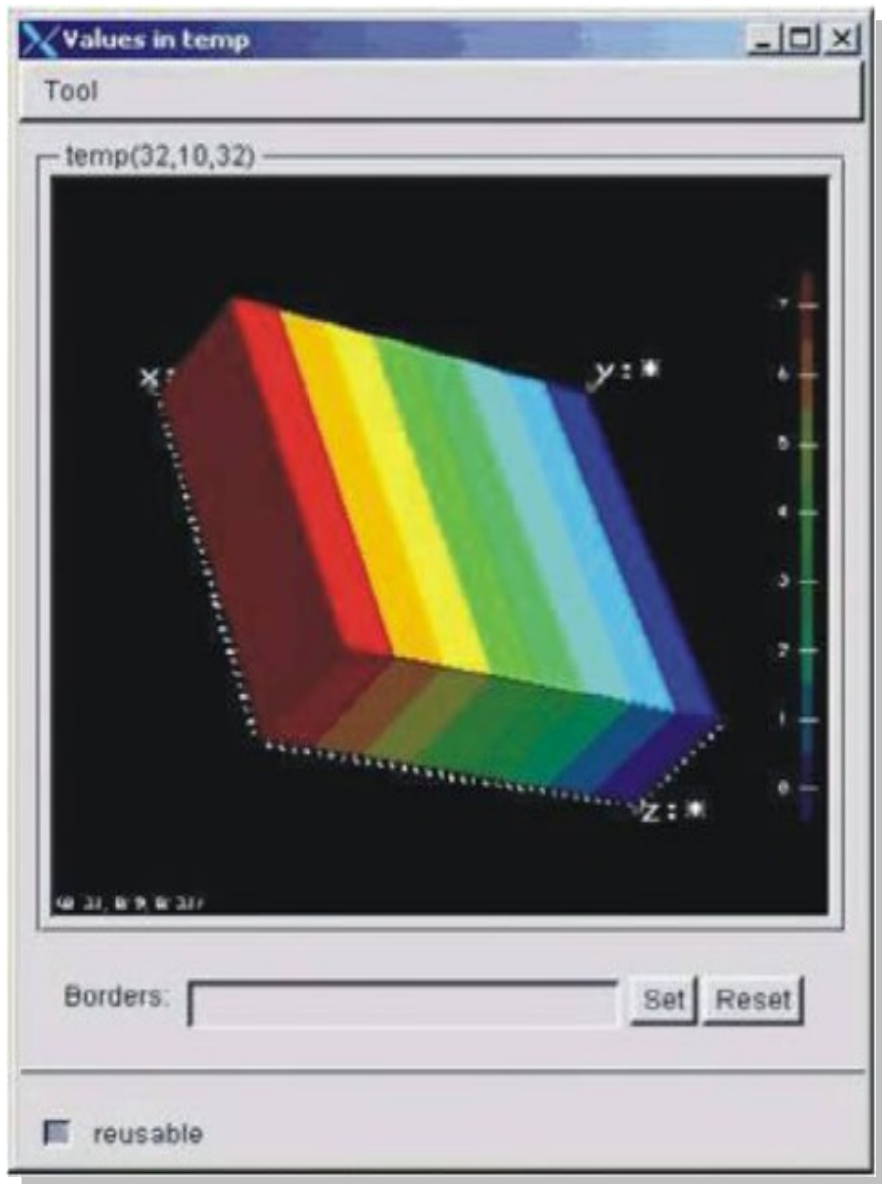 Values in temp
Tool
temp(32,10,32)
x:
y:*
7
6
5
4
3
2
1
0
z:*
Borders:
Set Reset
reusable